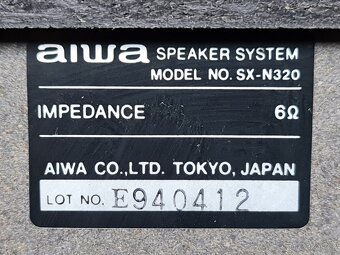 aiwa SPEAKER SYSTEM
MODEL NO. SX-N320
IMPEDANCE 6Ω
AIWA CO.,LTD. TOKYO, JAPAN
LOT NO. E940412